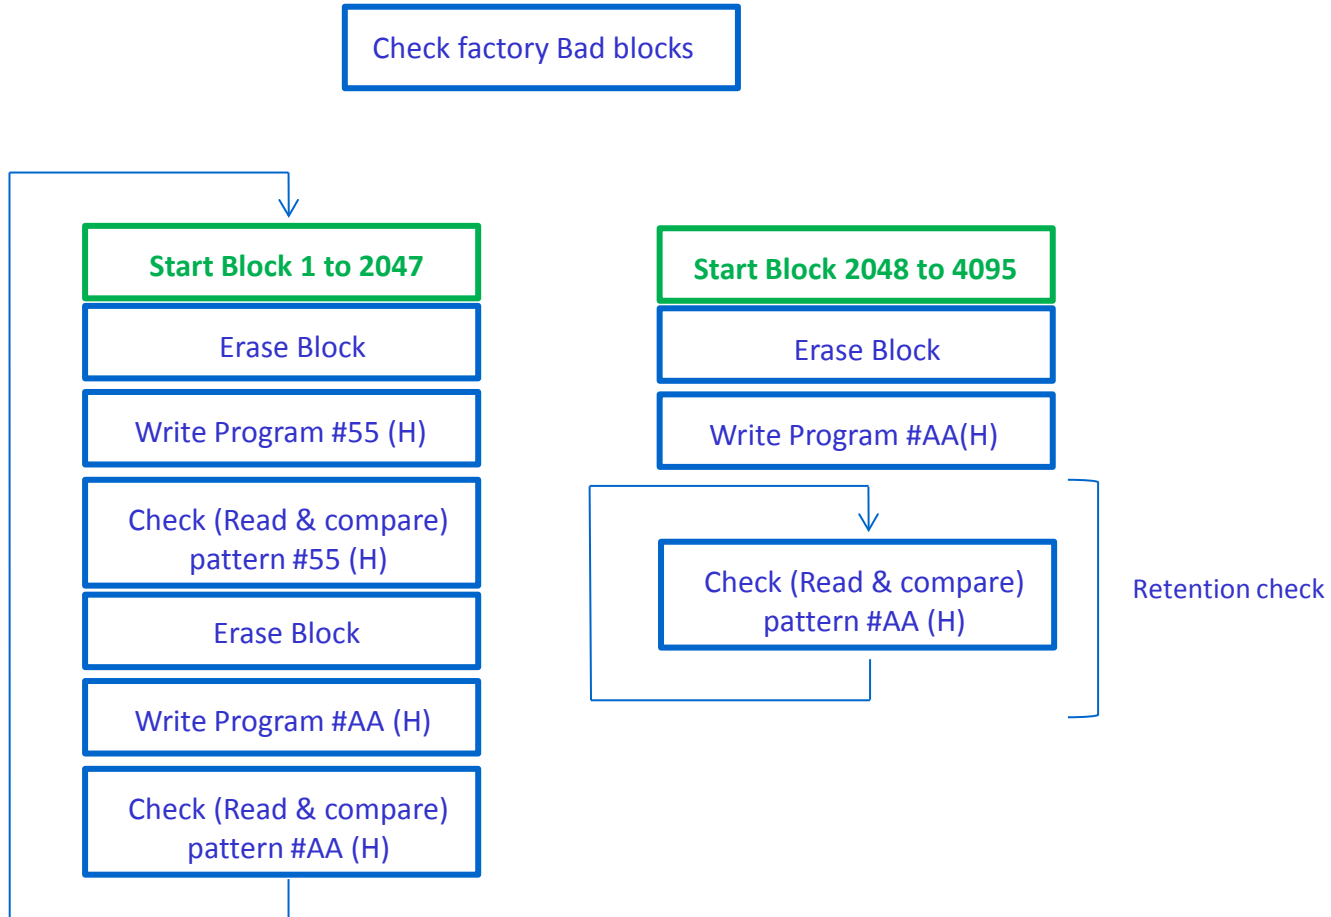 Check factory Bad blocks
Start Block 1 to 2047
Erase Block
Write Program #55 (H)
Check (Read & compare)
pattern #55 (H)
Erase Block
Write Program #AA (H)
Check (Read & compare)
pattern #AA (H)
Start Block 2048 to 4095
Erase Block
Write Program #AA(H)
Check (Read & compare)
pattern #AA (H)
Retention check